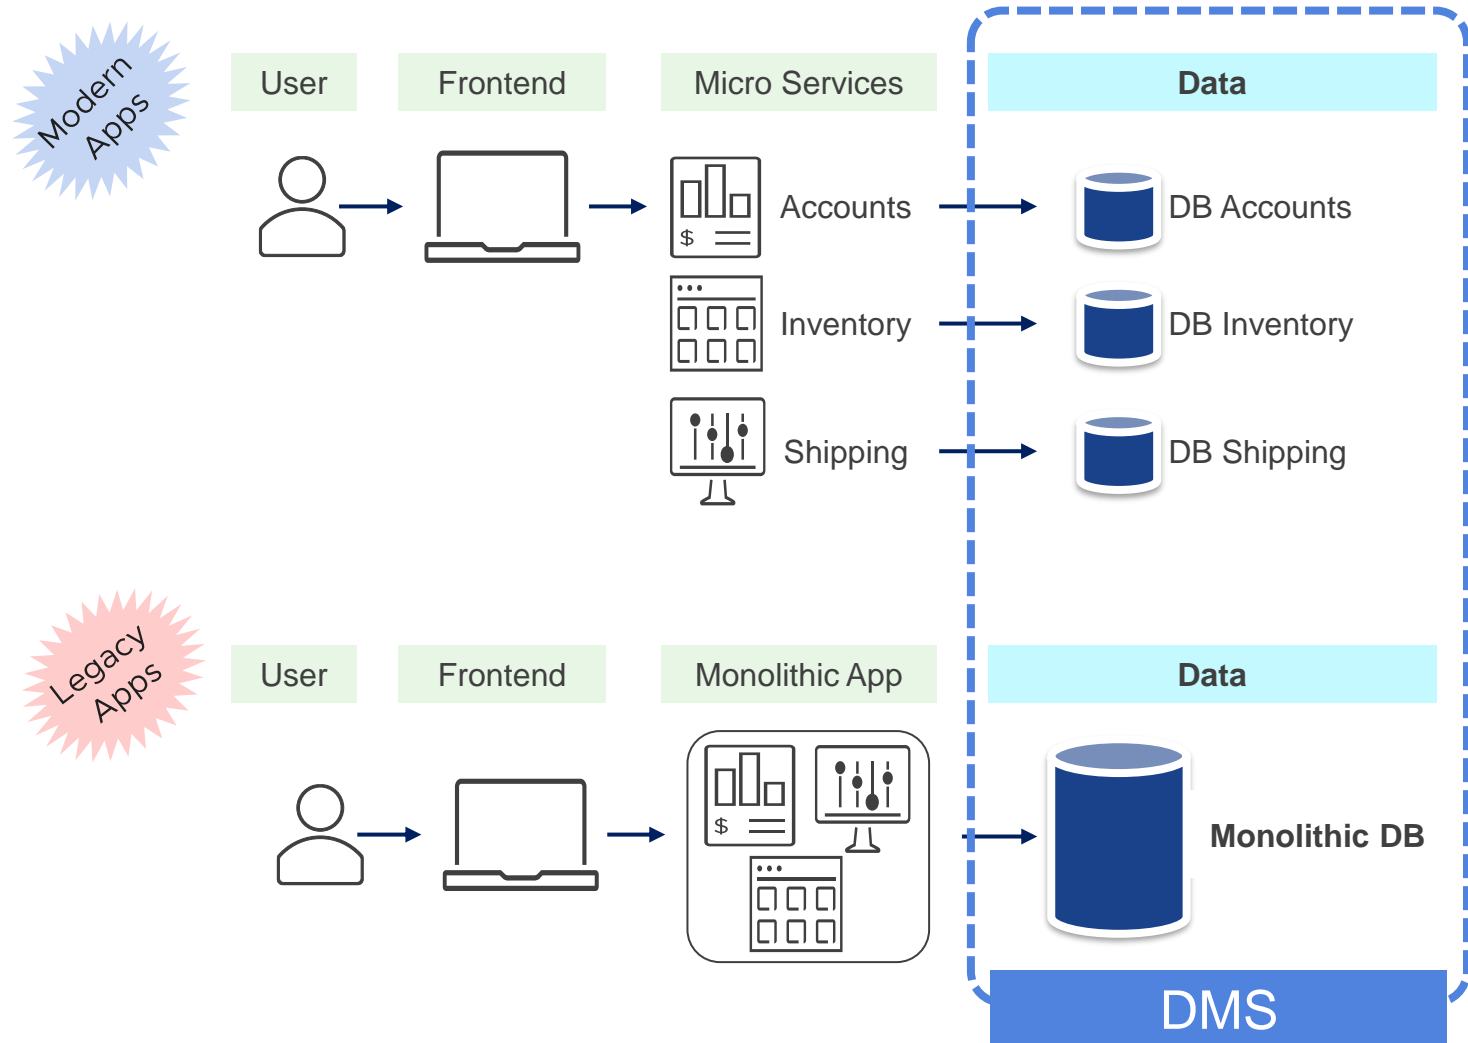 Modern
Apps
User
Frontend
Micro Services
Data
$
Accounts
DB Accounts
Inventory
DB Inventory
Shipping
DB Shipping
Legacy
Apps
User
Frontend
Monolithic App
Data
$
Monolithic DB
DMS